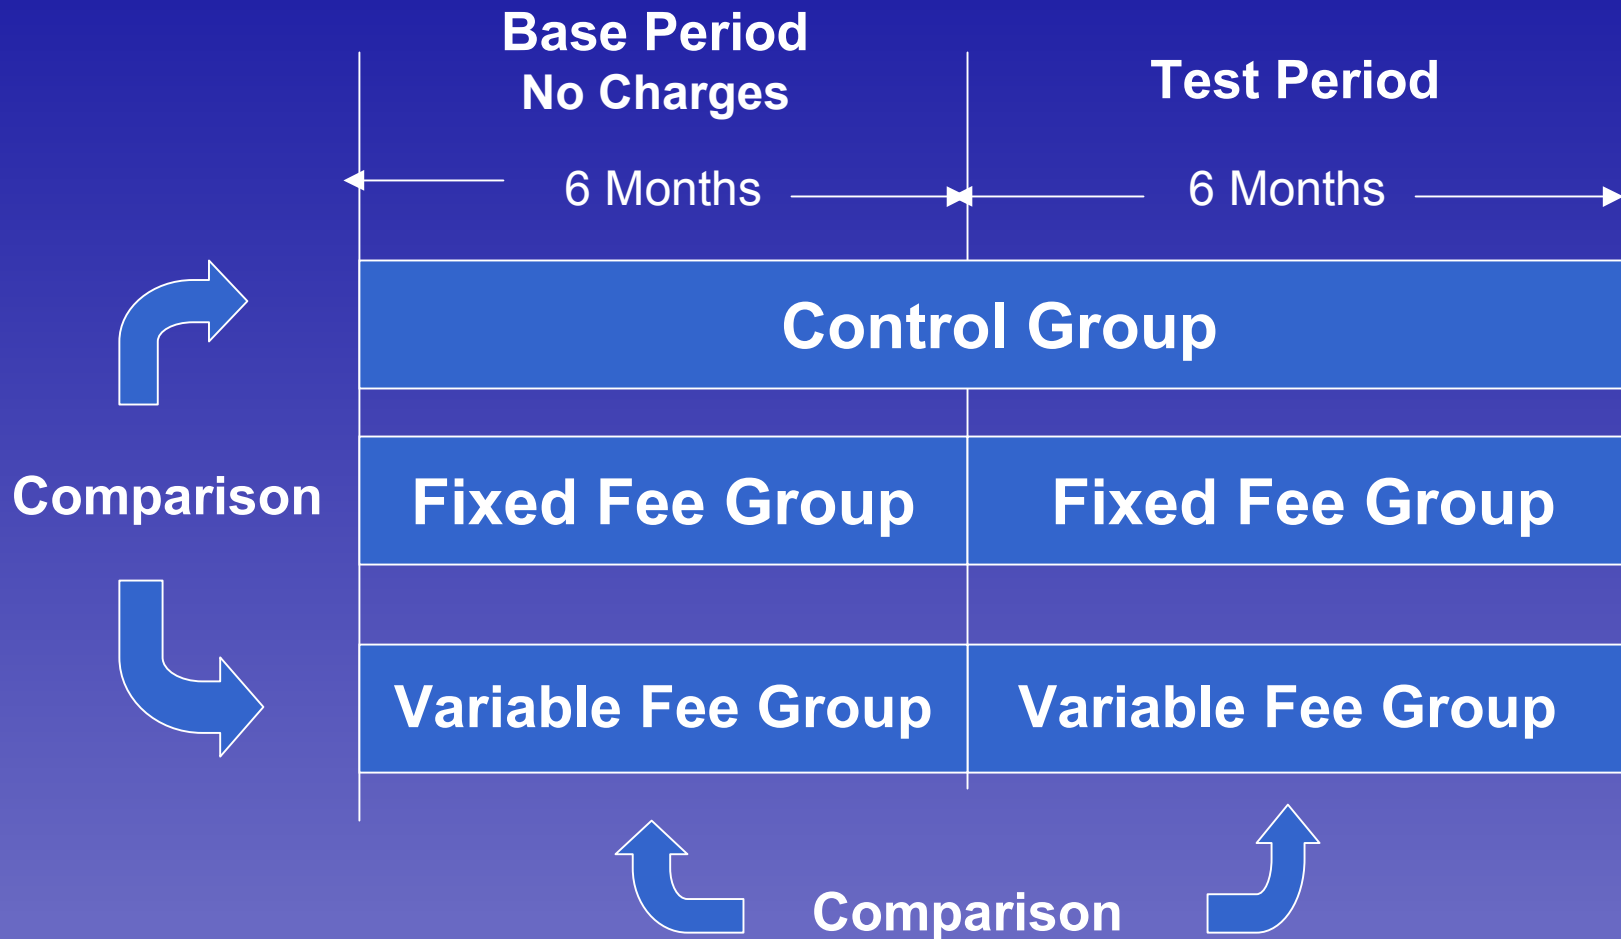 Base Period
No Charges
Test Period
6 Months
6 Months
Control Group
Comparison
Fixed Fee Group
Fixed Fee Group
Variable Fee Group
Variable Fee Group
Comparison